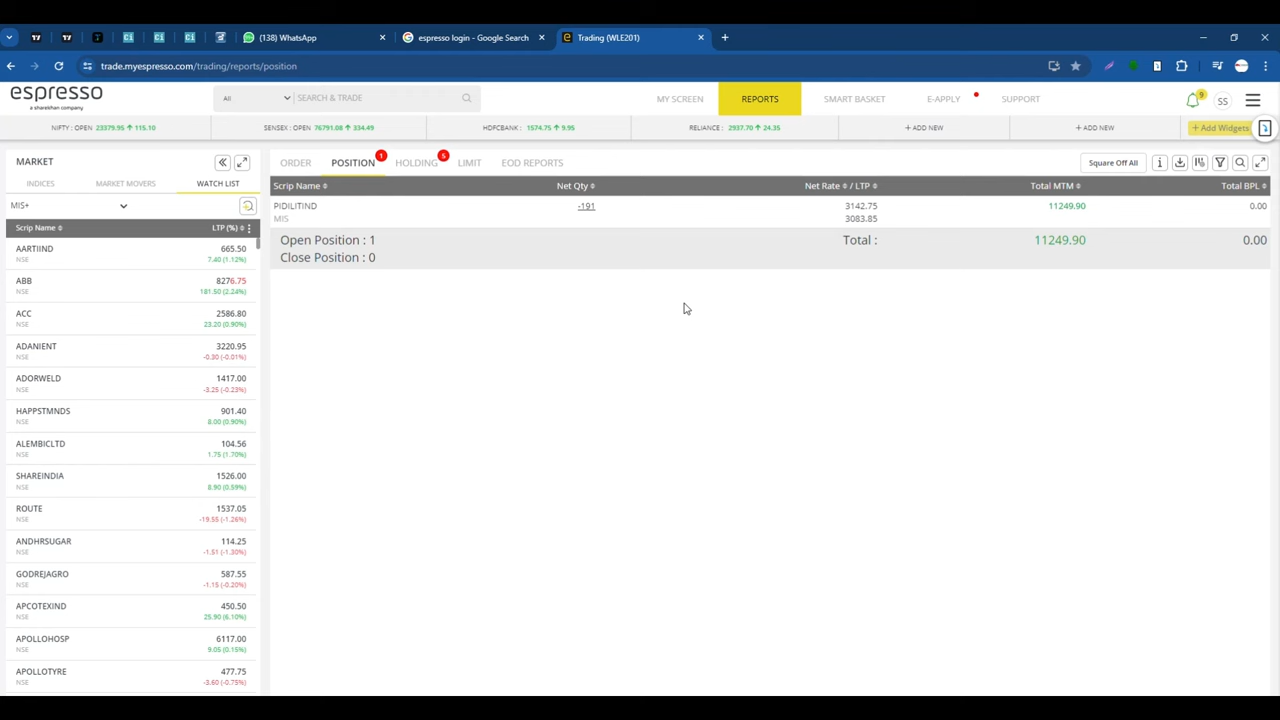 (138) WhatsApp
espresso login - Google Search
Trading (WLE201)
trade.myespresso.com/trading/reports/position
espresso
a sharekhan company
All
SEARCH & TRADE
MY SCREEN
REPORTS
SMART BASKET
E-APPLY
SUPPORT
9
SS
NIFTY : OPEN 23379.95 ↑ 115.10
SENSEX : OPEN 76791.08 ↑ 334.49
HDFCBANK : 1574.75 ↑ 9.95
RELIANCE : 2937.70 ↑ 24.35
+ ADD NEW
+ ADD NEW
+ Add Widgets
MARKET
INDICES
MARKET MOVERS
WATCH LIST
MIS+
Scrip Name
LTP (%)
AARTIIND 665.50
NSE 7.40 (1.12%)
ABB 8276.75
NSE 181.50 (2.24%)
ACC 2586.80
NSE 23.20 (0.90%)
ADANIENT 3220.95
NSE -0.30 (-0.01%)
ADORWELD 1417.00
NSE -3.25 (-0.23%)
HAPPSTMNDS 901.40
NSE 8.00 (0.90%)
ALEMBICLTD 104.56
NSE 1.75 (1.70%)
SHAREINDIA 1526.00
NSE 8.90 (0.59%)
ROUTE 1537.05
NSE -19.55 (-1.26%)
ANDHRSUGAR 114.25
NSE -1.51 (-1.30%)
GODREJAGRO 587.55
NSE -1.15 (-0.20%)
APCOTEXIND 450.50
NSE 25.90 (6.10%)
APOLLOHOSP 6117.00
NSE 9.05 (0.15%)
APOLLOTYRE 477.75
NSE -3.60 (-0.75%)
ORDER
POSITION 1
HOLDING 5
LIMIT
EOD REPORTS
Square Off All
Scrip Name Net Qty Net Rate / LTP Total MTM Total BPL
PIDILITIND -191 3142.75 11249.90 0.00
MIS 3083.85
Open Position : 1 Total : 11249.90 0.00
Close Position : 0